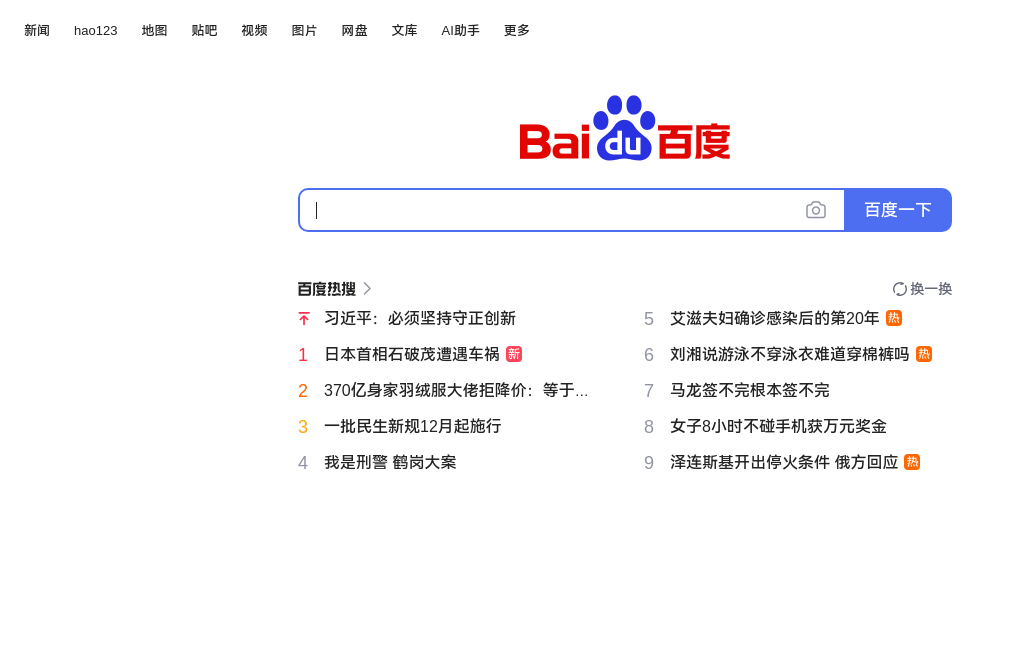 新闻 hao123 地图 贴吧 视频 图片 网盘 文库 AI助手 更多
Bai du 百度
百度一下
百度热搜 换一换
习近平：必须坚持守正创新
1 日本首相石破茂遭遇车祸 新
2 370亿身家羽绒服大佬拒降价：等于...
3 一批民生新规12月起施行
4 我是刑警 鹤岗大案
5 艾滋夫妇确诊感染后的第20年 热
6 刘湘说游泳不穿泳衣难道穿棉裤吗 热
7 马龙签不完根本签不完
8 女子8小时不碰手机获万元奖金
9 泽连斯基开出停火条件 俄方回应 热